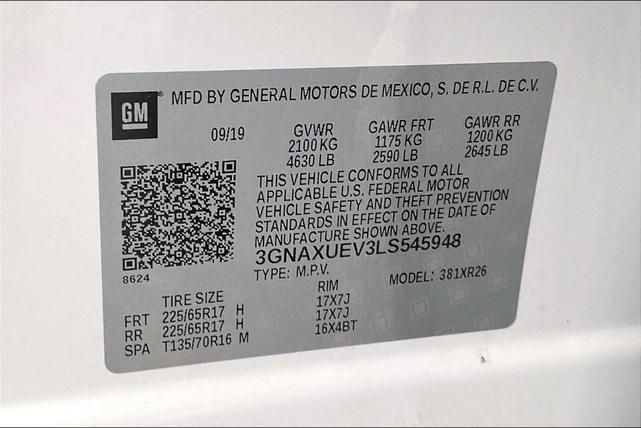 GM ® MFD BY GENERAL MOTORS DE MEXICO, S. DE R.L. DE C.V.
09/19 GVWR GAWR FRT GAWR RR
2100 KG 1175 KG 1200 KG
4630 LB 2590 LB 2645 LB
THIS VEHICLE CONFORMS TO ALL
APPLICABLE U.S. FEDERAL MOTOR
VEHICLE SAFETY AND THEFT PREVENTION
STANDARDS IN EFFECT ON THE DATE OF
MANUFACTURE SHOWN ABOVE.
3GNAXUEV3LS545948
8624 TYPE: M.P.V. MODEL: 381XR26
TIRE SIZE RIM
FRT 225/65R17 H 17X7J
RR 225/65R17 H 17X7J
SPA T135/70R16 M 16X4BT